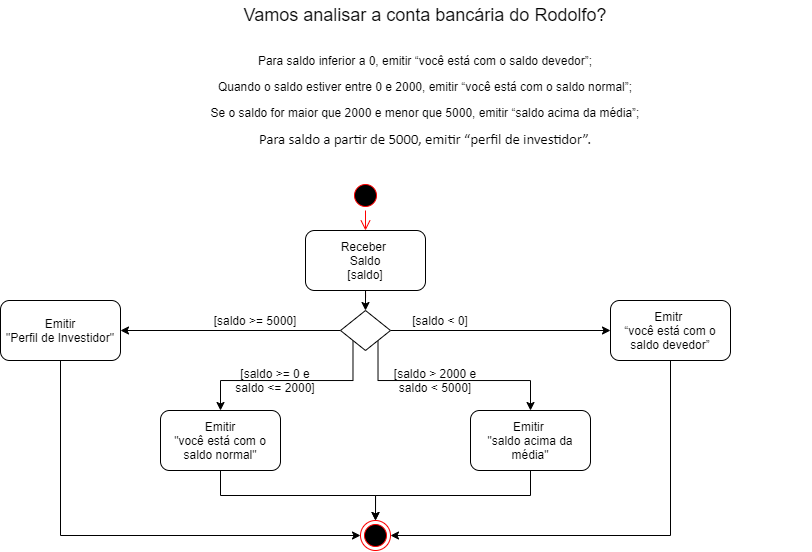 Vamos analisar a conta bancária do Rodolfo?
Para saldo inferior a 0, emitir “você está com o saldo devedor”;
Quando o saldo estiver entre 0 e 2000, emitir “você está com o saldo normal”;
Se o saldo for maior que 2000 e menor que 5000, emitir “saldo acima da média”;
Para saldo a partir de 5000, emitir “perfil de investidor”.
Receber
Saldo
[saldo]
Emitir
"Perfil de Investidor"
[saldo >= 5000]
[saldo < 0]
Emitr
“você está com o
saldo devedor”
[saldo >= 0 e
saldo <= 2000]
[saldo > 2000 e
saldo < 5000]
Emitir
"você está com o
saldo normal"
Emitir
"saldo acima da
média"